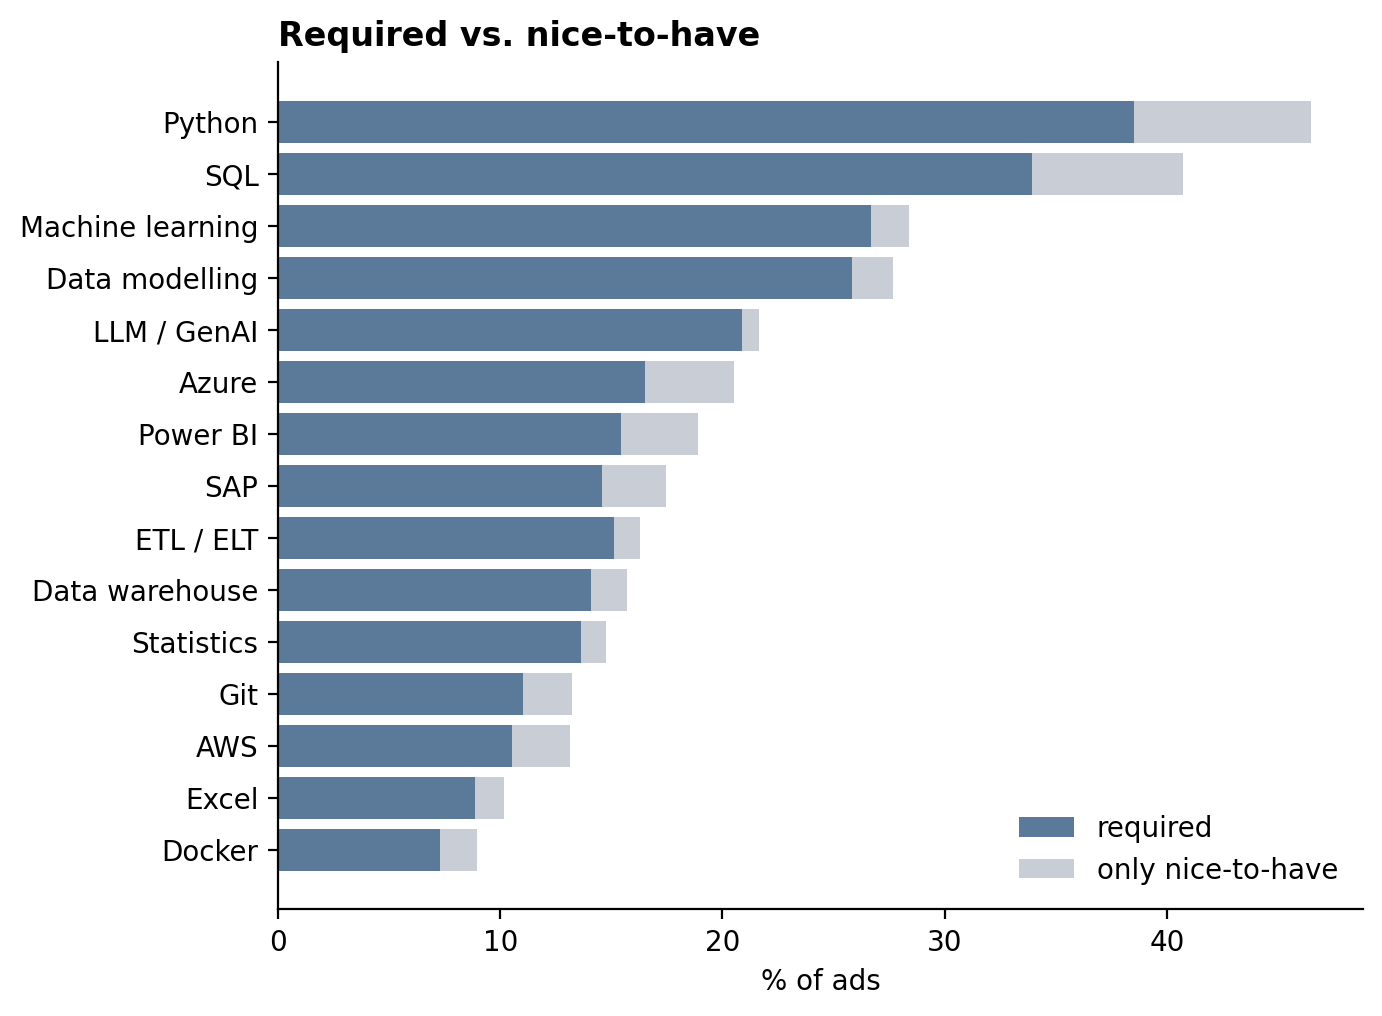 Required vs. nice-to-have
Python
SQL
Machine learning
Data modelling
LLM / GenAI
Azure
Power BI
SAP
ETL / ELT
Data warehouse
Statistics
Git
AWS
Excel
Docker
required
only nice-to-have
0 10 20 30 40
% of ads